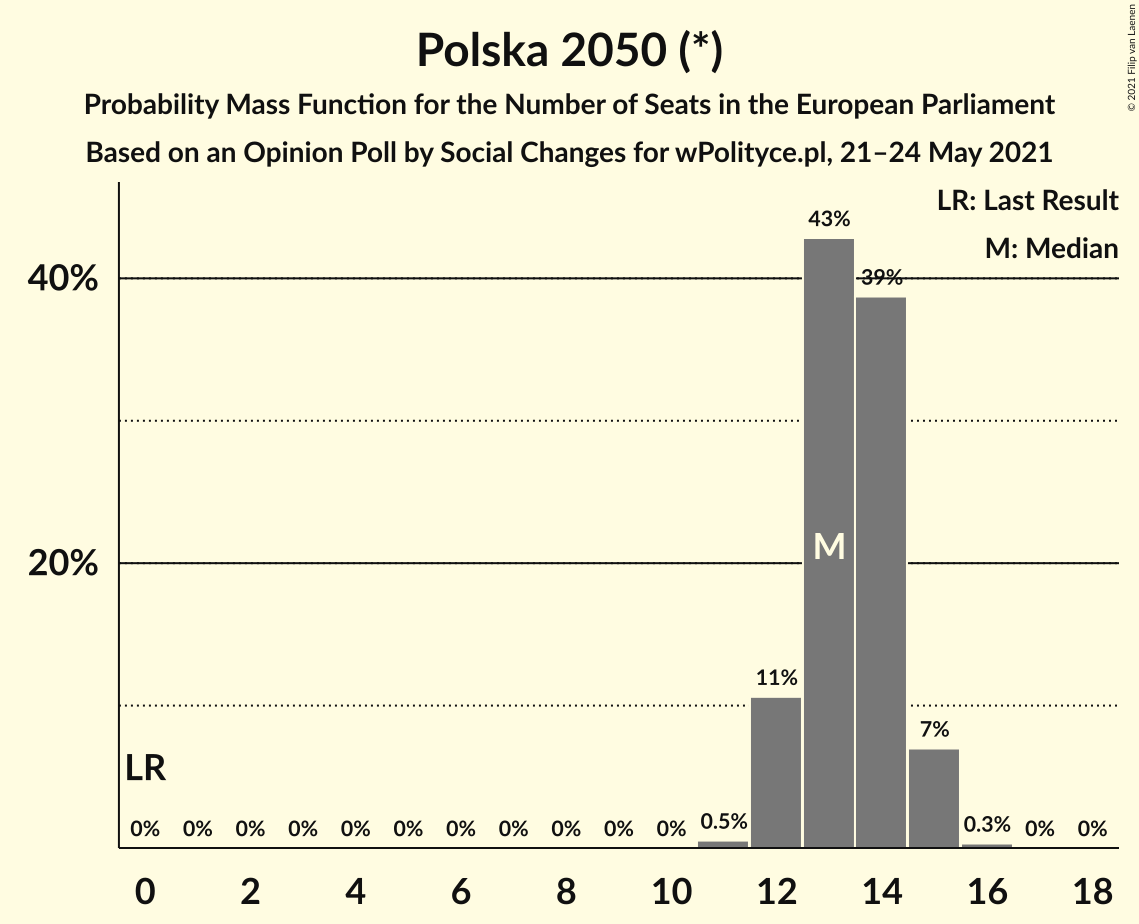 © 2021 Filip van Laenen
Polska 2050 (*)
Probability Mass Function for the Number of Seats in the European Parliament
Based on an Opinion Poll by Social Changes for wPolityce.pl, 21–24 May 2021
LR: Last Result
M: Median
43%
40%
39%
M
20%
11%
7%
LR
0% 0% 0% 0% 0% 0% 0% 0% 0% 0% 0% 0.5% 0.3% 0% 0%
0 2 4 6 8 10 12 14 16 18